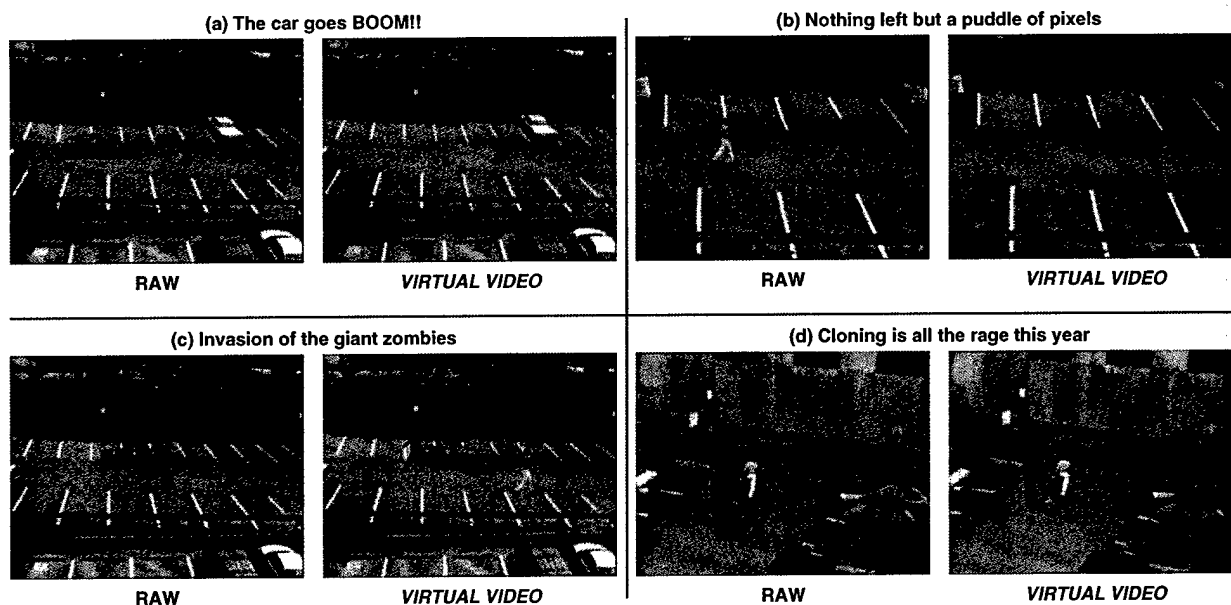 (a) The car goes BOOM!!
RAW
VIRTUAL VIDEO
(b) Nothing left but a puddle of pixels
RAW
VIRTUAL VIDEO
(c) Invasion of the giant zombies
RAW
VIRTUAL VIDEO
(d) Cloning is all the rage this year
RAW
VIRTUAL VIDEO